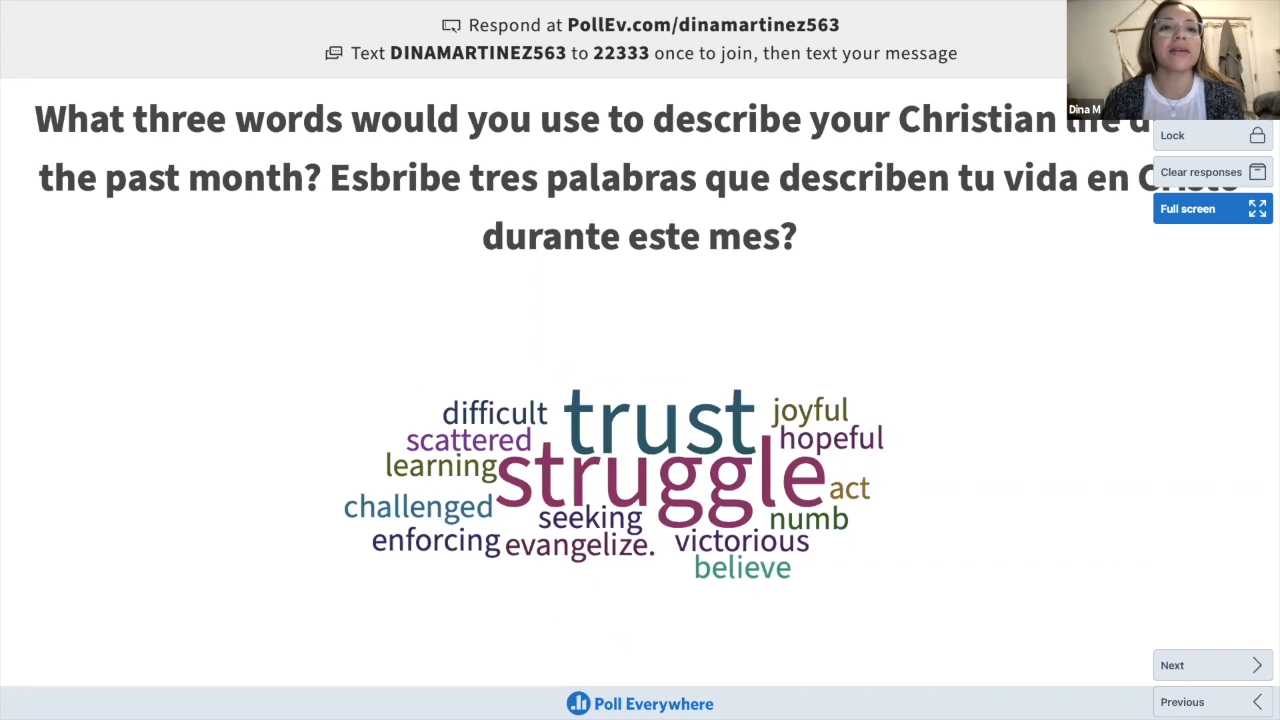 Respond at PollEv.com/dinamartinez563
Text DINAMARTINEZ563 to 22333 once to join, then text your message
Dina M
What three words would you use to describe your Christian life
the past month? Esbribe tres palabras que describen tu vida en Cristo
durante este mes?
Lock
Clear responses
Full screen
difficult
trust
joyful
scattered
hopeful
learning
struggle
act
challenged
seeking
numb
enforcing
evangelize.
victorious
believe
Next
Previous
Poll Everywhere